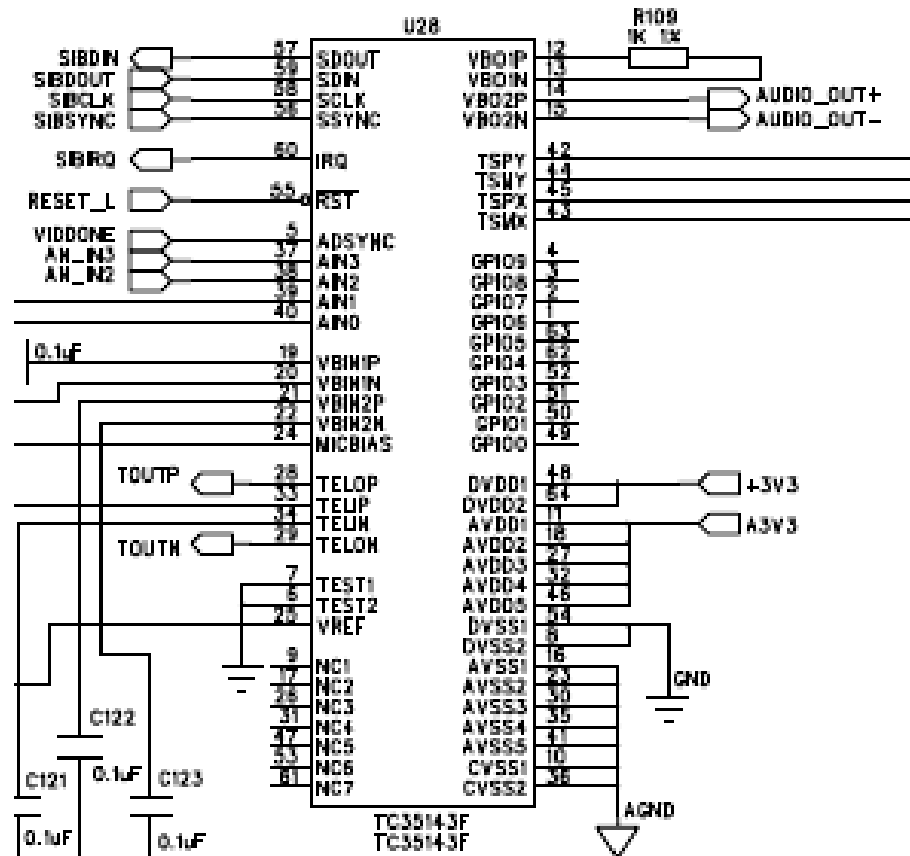 U28
R109
1K 1%
SIBDIN 57 SDOUT VBO1P 12
SIBDOUT 59 SDIN VBO1N 13
SIBCLK 58 SCLK VBO2P 14 AUDIO_OUT+
SIBSYNC 56 SSYNC VBO2N 15 AUDIO_OUT-
SIBIRQ 60 IRQ TSPY 42
TSMY 44
RESET_L 55 RST TSPX 45
TSMX 43
VIDDONE 5 ADSYNC
AN_IN3 37 AIN3 GPIO9 4
AN_IN2 38 AIN2 GPIO8 3
39 AIN1 GPIO7 2
40 AIN0 GPIO6 1
GPIO5 63
0.1uF 19 VBIN1P GPIO4 62
20 VBIN1N GPIO3 52
21 VBIN2P GPIO2 51
22 VBIN2N GPIO1 50
24 MICBIAS GPIO0 49
TOUTP 28 TELOP DVDD1 48 +3V3
33 TELIP DVDD2 64
34 TELIN AVDD1 11 A3V3
TOUTN 29 TELON AVDD2 18
AVDD3 27
7 TEST1 AVDD4 32
6 TEST2 AVDD5 46
25 VREF DVSS1 54
DVSS2 8
9 NC1 AVSS1 16 GND
17 NC2 AVSS2 23
26 NC3 AVSS3 30
31 NC4 AVSS4 35
47 NC5 AVSS5 41
53 NC6 CVSS1 10
61 NC7 CVSS2 36
C122
0.1uF
C121
0.1uF
C123
0.1uF
AGND
TC35143F
TC35143F